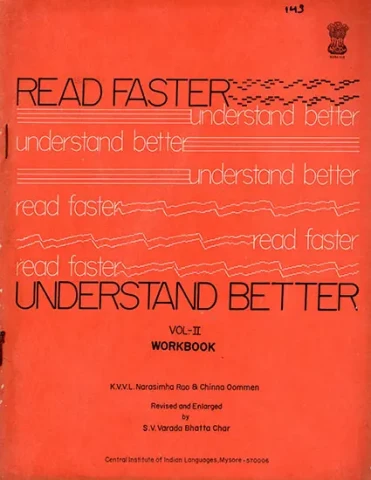 143
READ FASTER
understand better
understand better
understand better
read faster
read faster
read faster
UNDERSTAND BETTER
VOL-II
WORKBOOK
K.V.V.L. Narasimha Rao & Chinna Oommen
Revised and Enlarged
by
S.V. Varada Bhatta Char
Central Institute of Indian Languages, Mysore-570006